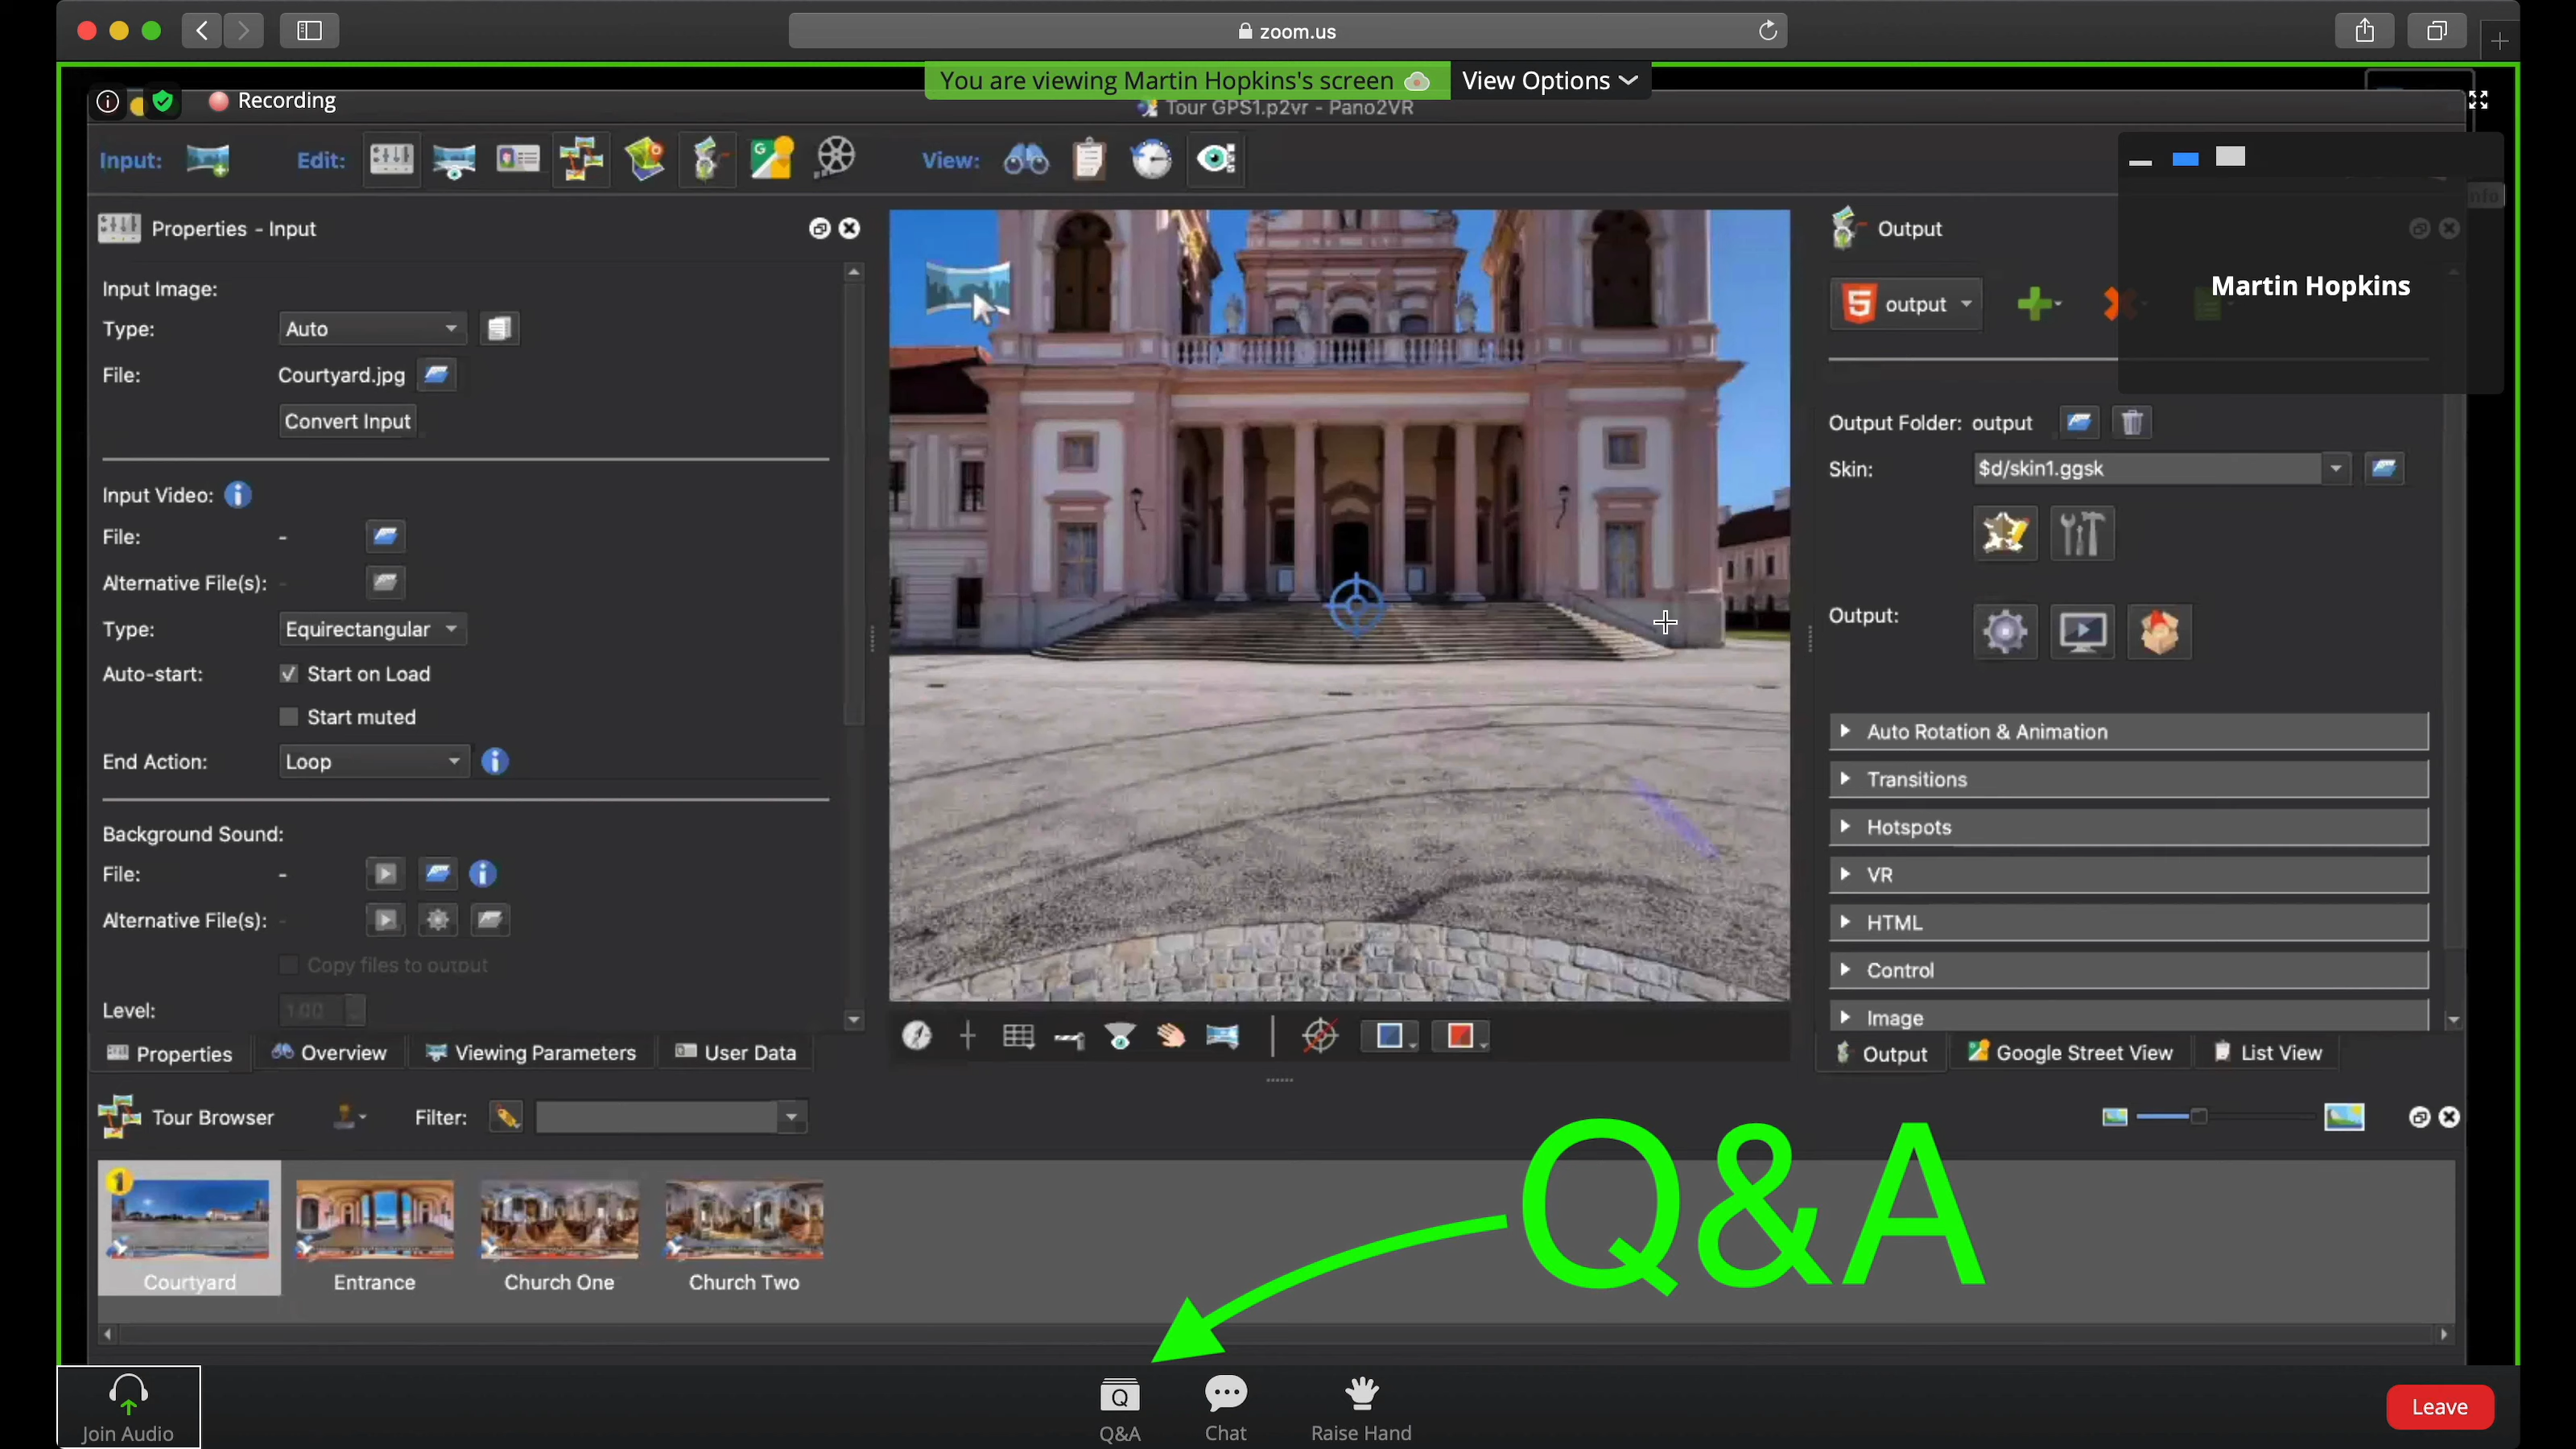 zoom.us
You are viewing Martin Hopkins's screen
View Options
Recording
Tour GPS1.p2vr - Pano2VR
Input:
Edit:
View:
Properties - Input
Output
Martin Hopkins
Input Image:
Type:
Auto
output
File:
Courtyard.jpg
Convert Input
Output Folder: output
Skin:
$d/skin1.ggsk
Input Video:
File: -
Alternative File(s): -
Type:
Equirectangular
Output:
Auto-start:
Start on Load
Start muted
End Action:
Loop
Auto Rotation & Animation
Transitions
Hotspots
VR
HTML
Control
Image
Background Sound:
File: -
Alternative File(s): -
Copy files to output
Level:
1.00
Properties
Overview
Viewing Parameters
User Data
Output
Google Street View
List View
Tour Browser
Filter:
1
Courtyard
Entrance
Church One
Church Two
Q&A
Join Audio
Q
Q&A
Chat
Raise Hand
Leave